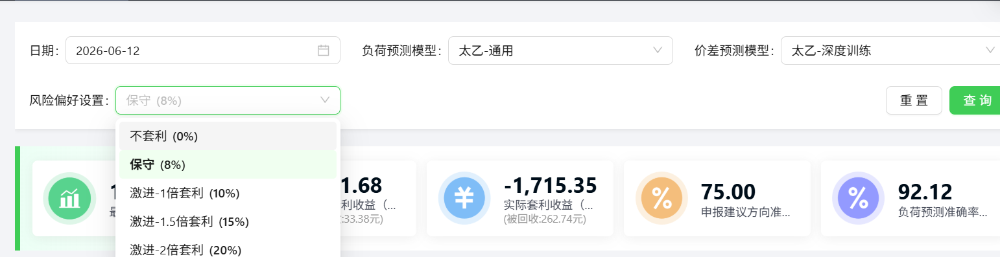 日期： 2026-06-12 负荷预测模型： 太乙-通用 价差预测模型： 太乙-深度训练
风险偏好设置： 保守 (8%) 重 置 查 询
不套利 (0%)
保守 (8%)
激进-1倍套利 (10%)
激进-1.5倍套利 (15%)
激进-2倍套利 (20%)
1.68
利收益（...
:33.38元)
-1,715.35
实际套利收益（...
(被回收:262.74元)
75.00
申报建议方向准...
92.12
负荷预测准确率...